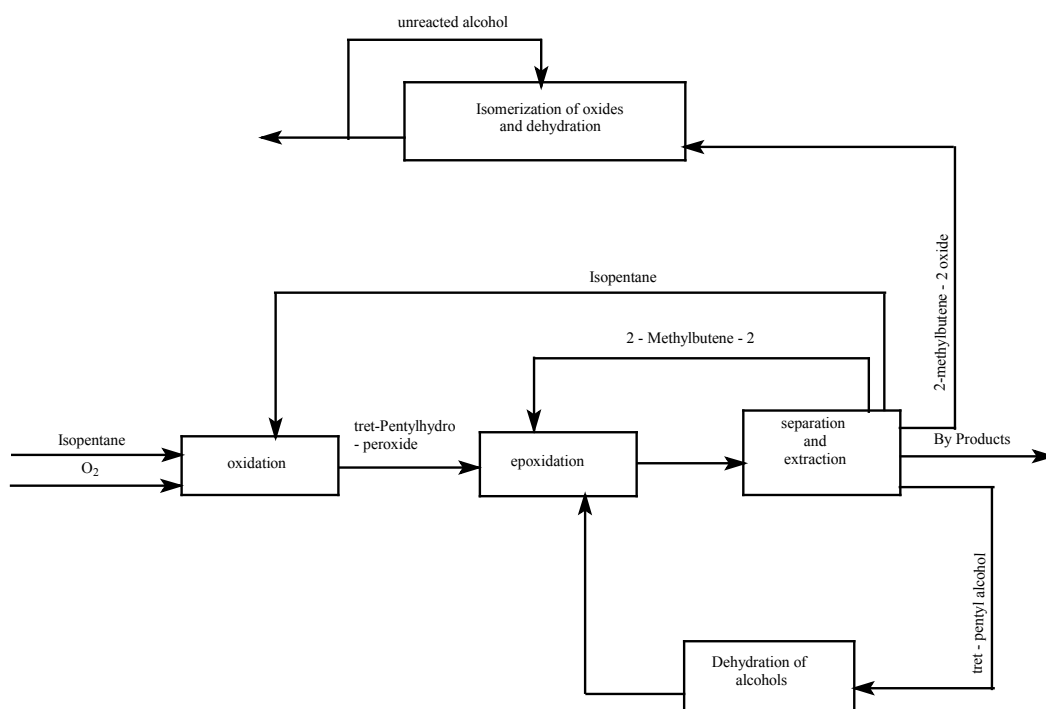 unreacted alcohol
Isomerization of oxides
and dehydration
Isopentane
2 - Methylbutene - 2
2-methylbutene - 2 oxide
Isopentane
O2
oxidation
tret-Pentylhydro
- peroxide
epoxidation
separation
and
extraction
By Products
tret - pentyl alcohol
Dehydration of
alcohols